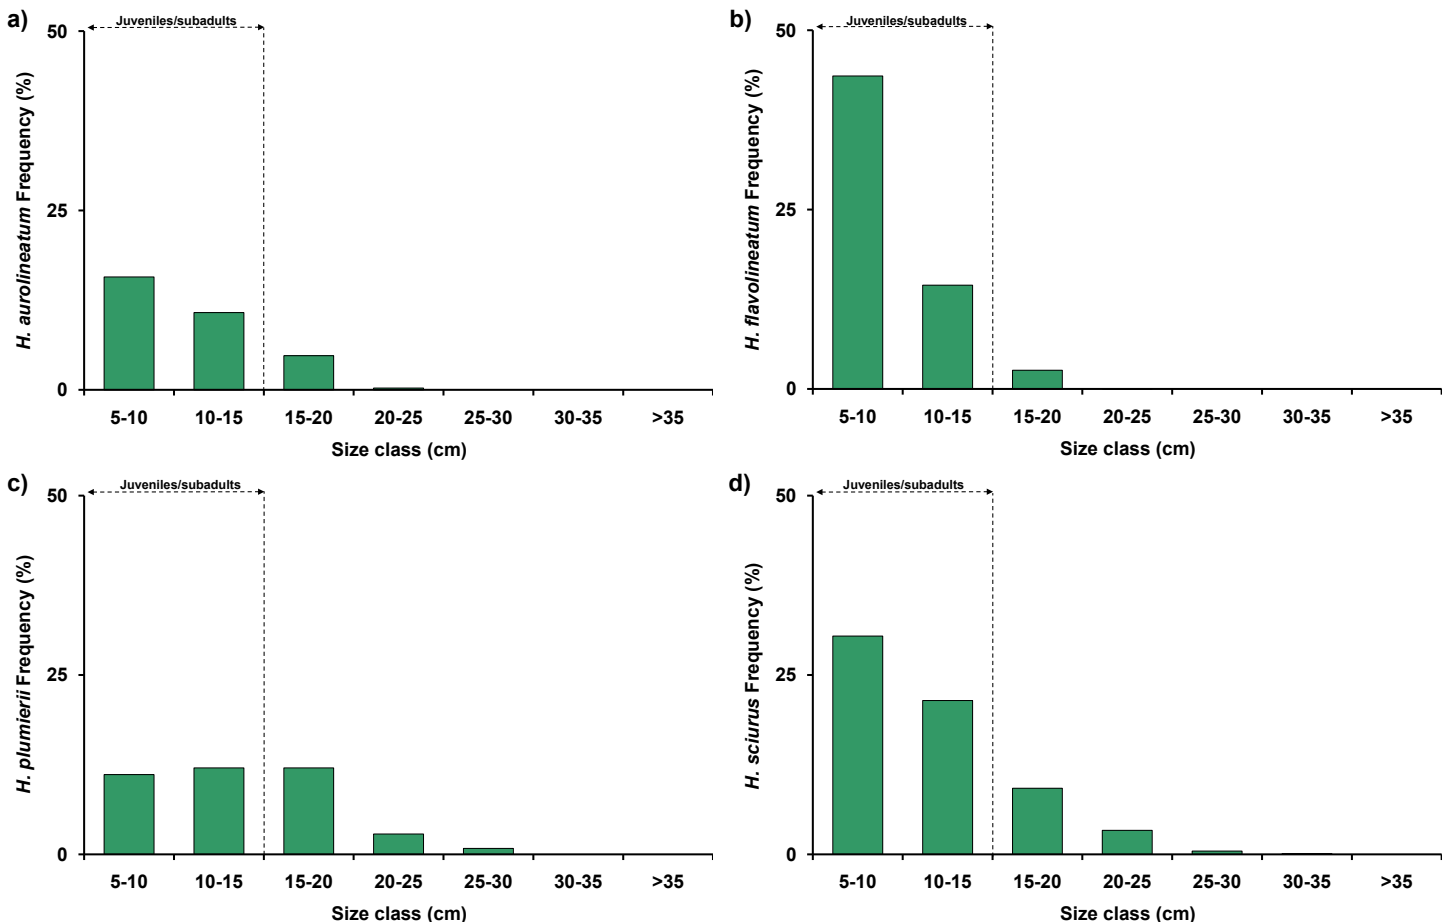 a)
Juveniles/subadults
50
25
0
H. aurolineatum Frequency (%)
5-10 10-15 15-20 20-25 25-30 30-35 >35
Size class (cm)
b)
Juveniles/subadults
50
25
0
H. flavolineatum Frequency (%)
5-10 10-15 15-20 20-25 25-30 30-35 >35
Size class (cm)
c)
Juveniles/subadults
50
25
0
H. plumierii Frequency (%)
5-10 10-15 15-20 20-25 25-30 30-35 >35
Size class (cm)
d)
Juveniles/subadults
50
25
0
H. sciurus Frequency (%)
5-10 10-15 15-20 20-25 25-30 30-35 >35
Size class (cm)